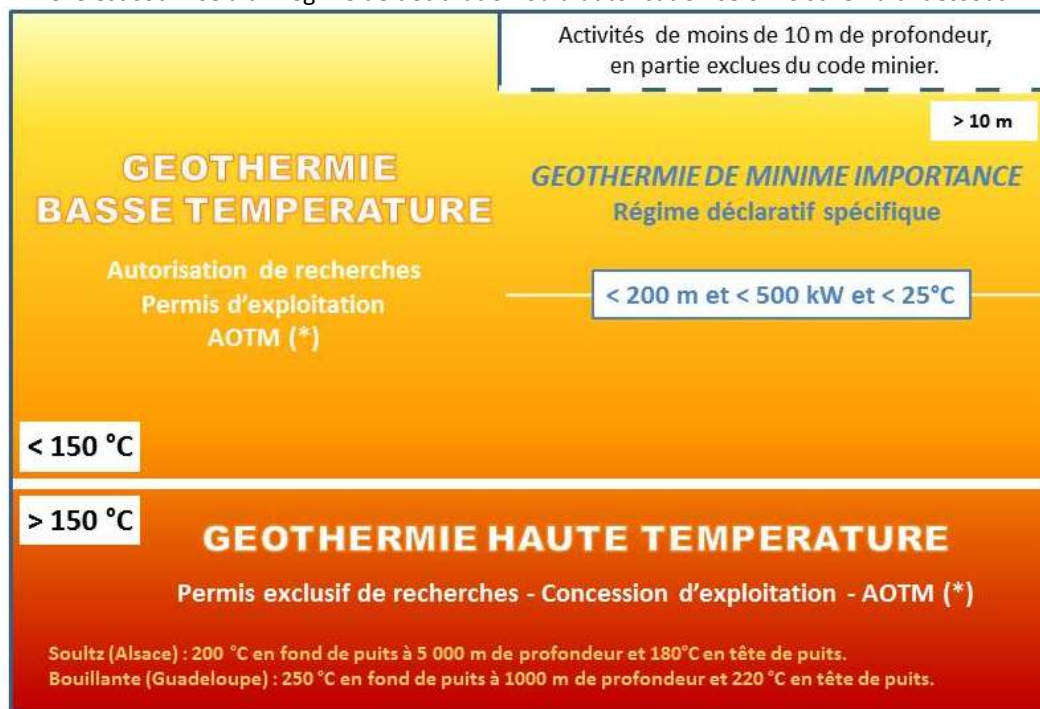 Activités de moins de 10 m de profondeur,
en partie exclues du code minier.
> 10 m
GEOTHERMIE
BASSE TEMPERATURE
GEOTHERMIE DE MINIME IMPORTANCE
Régime déclaratif spécifique
Autorisation de recherches
Permis d'exploitation
AOTM (*)
< 200 m et < 500 kW et < 25°C
< 150 °C
> 150 °C
GEOTHERMIE HAUTE TEMPERATURE
Permis exclusif de recherches - Concession d'exploitation - AOTM (*)
Soultz (Alsace) : 200 °C en fond de puits à 5 000 m de profondeur et 180°C en tête de puits.
Bouillante (Guadeloupe) : 250 °C en fond de puits à 1000 m de profondeur et 220 °C en tête de puits.